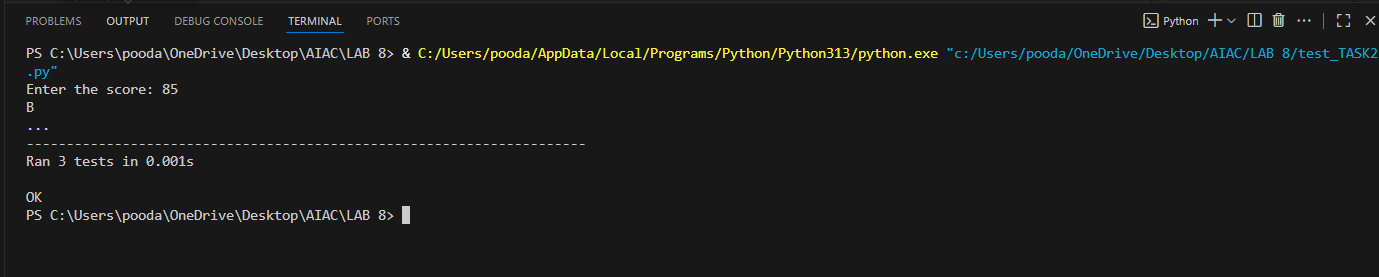 PROBLEMS OUTPUT DEBUG CONSOLE TERMINAL PORTS Python
PS C:\Users\pooda\OneDrive\Desktop\AIAC\LAB 8> & C:/Users/pooda/AppData/Local/Programs/Python/Python313/python.exe "c:/Users/pooda/OneDrive/Desktop/AIAC/LAB 8/test_TASK2
.py"
Enter the score: 85
B
...
----------------------------------------------------------------------
Ran 3 tests in 0.001s
OK
PS C:\Users\pooda\OneDrive\Desktop\AIAC\LAB 8>